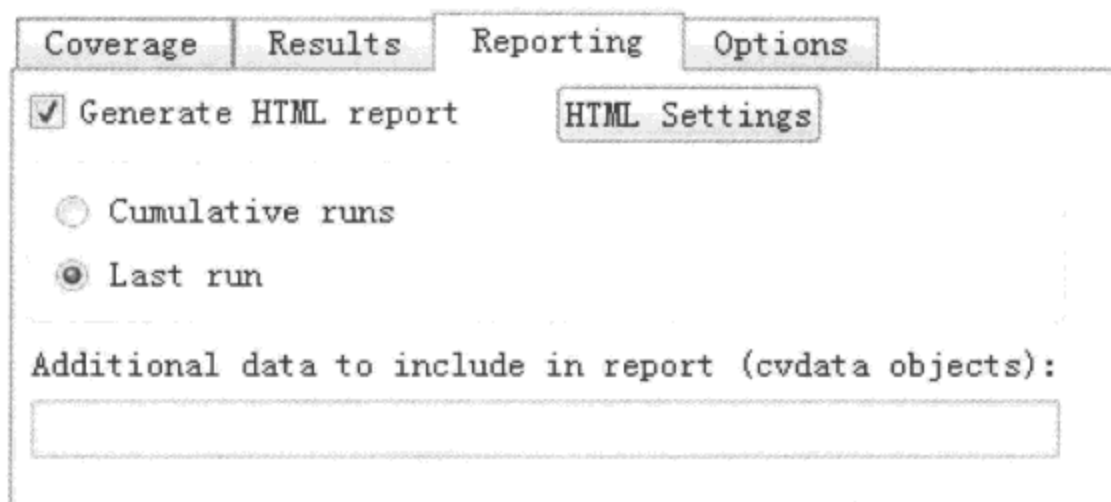 Coverage Results Reporting Options
Generate HTML report HTML Settings
Cumulative runs
Last run
Additional data to include in report (cvdata objects):